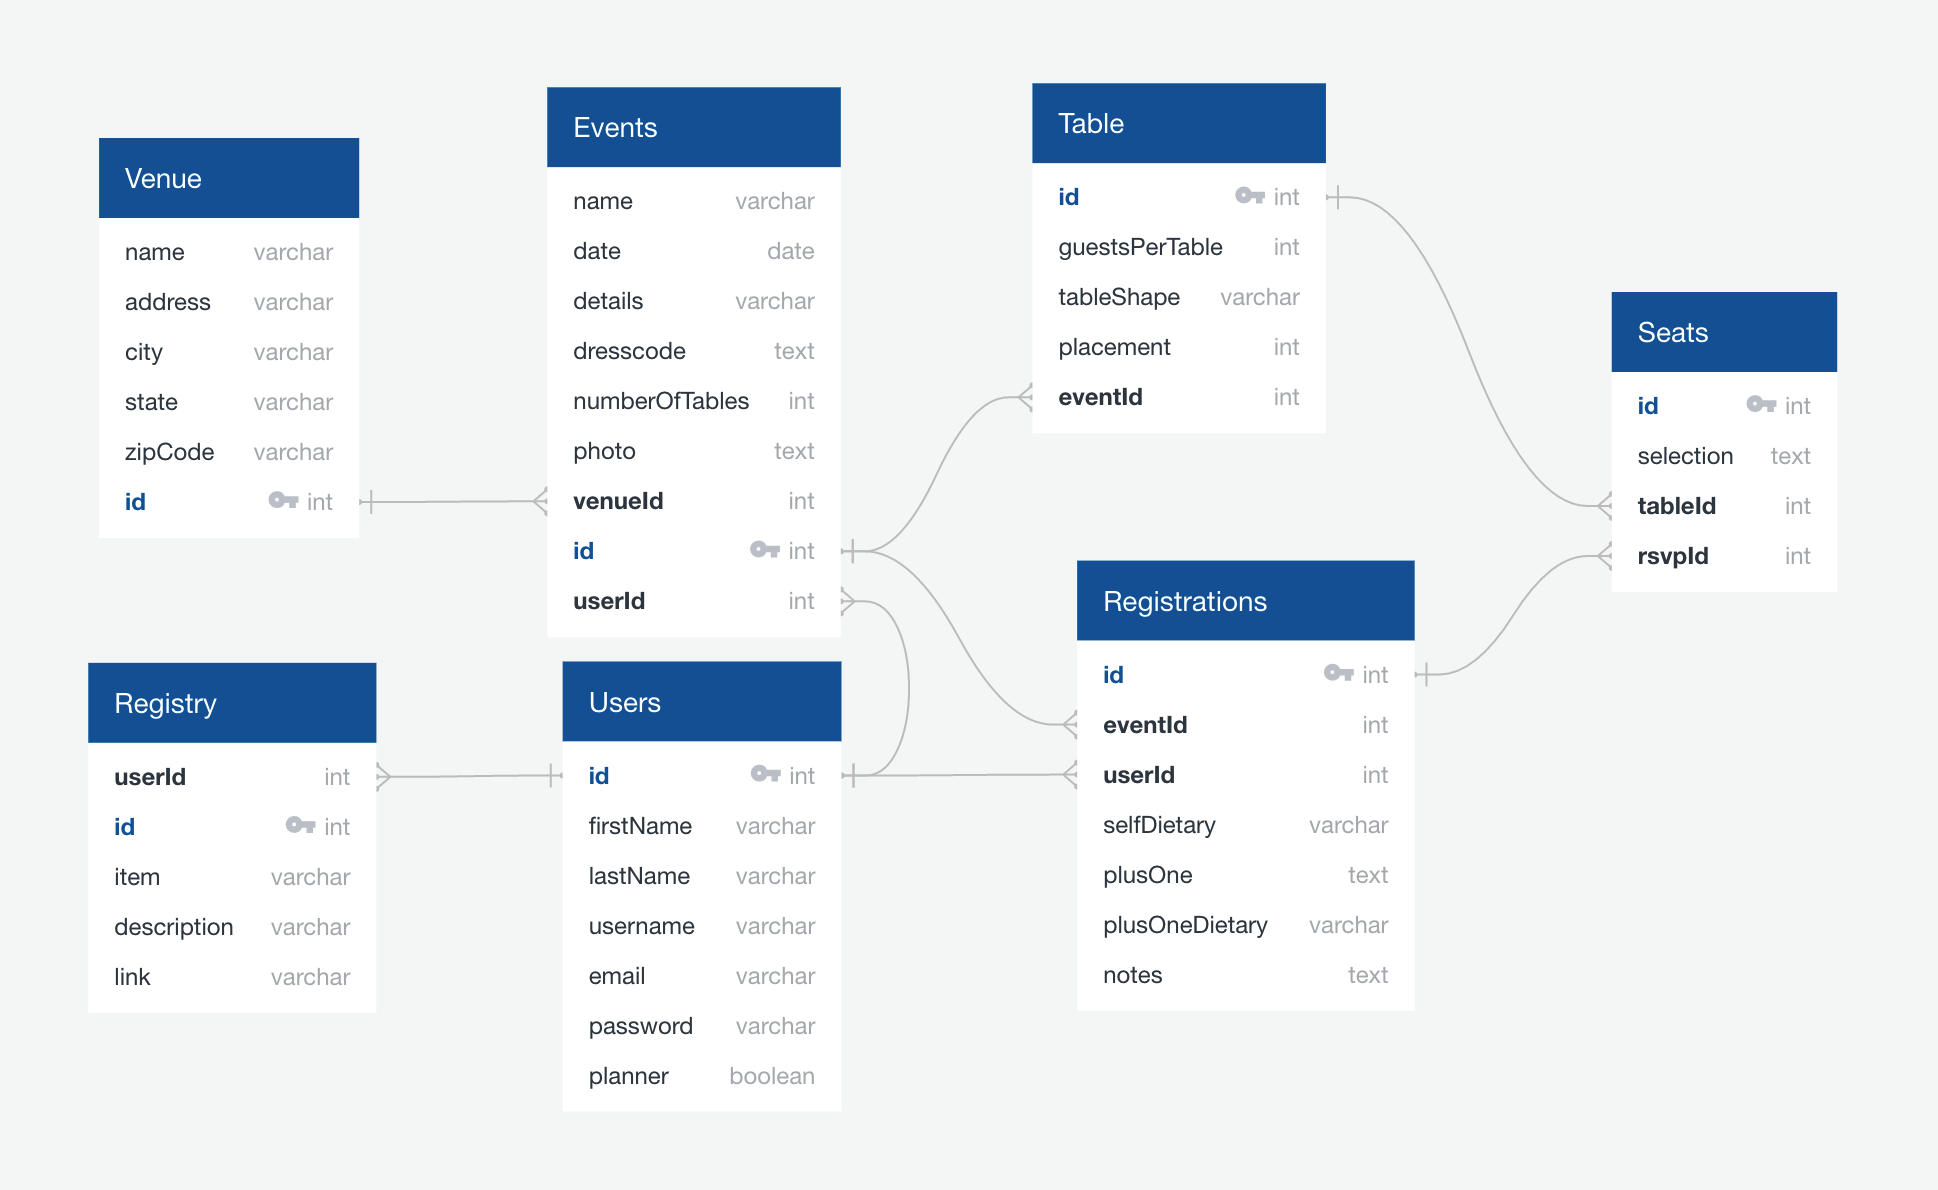 Venue
name varchar
address varchar
city varchar
state varchar
zipCode varchar
id int
Events
name varchar
date date
details varchar
dresscode text
numberOfTables int
photo text
venueId int
id int
userId int
Table
id int
guestsPerTable int
tableShape varchar
placement int
eventId int
Seats
id int
selection text
tableId int
rsvpId int
Registry
userId int
id int
item varchar
description varchar
link varchar
Users
id int
firstName varchar
lastName varchar
username varchar
email varchar
password varchar
planner boolean
Registrations
id int
eventId int
userId int
selfDietary varchar
plusOne text
plusOneDietary varchar
notes text